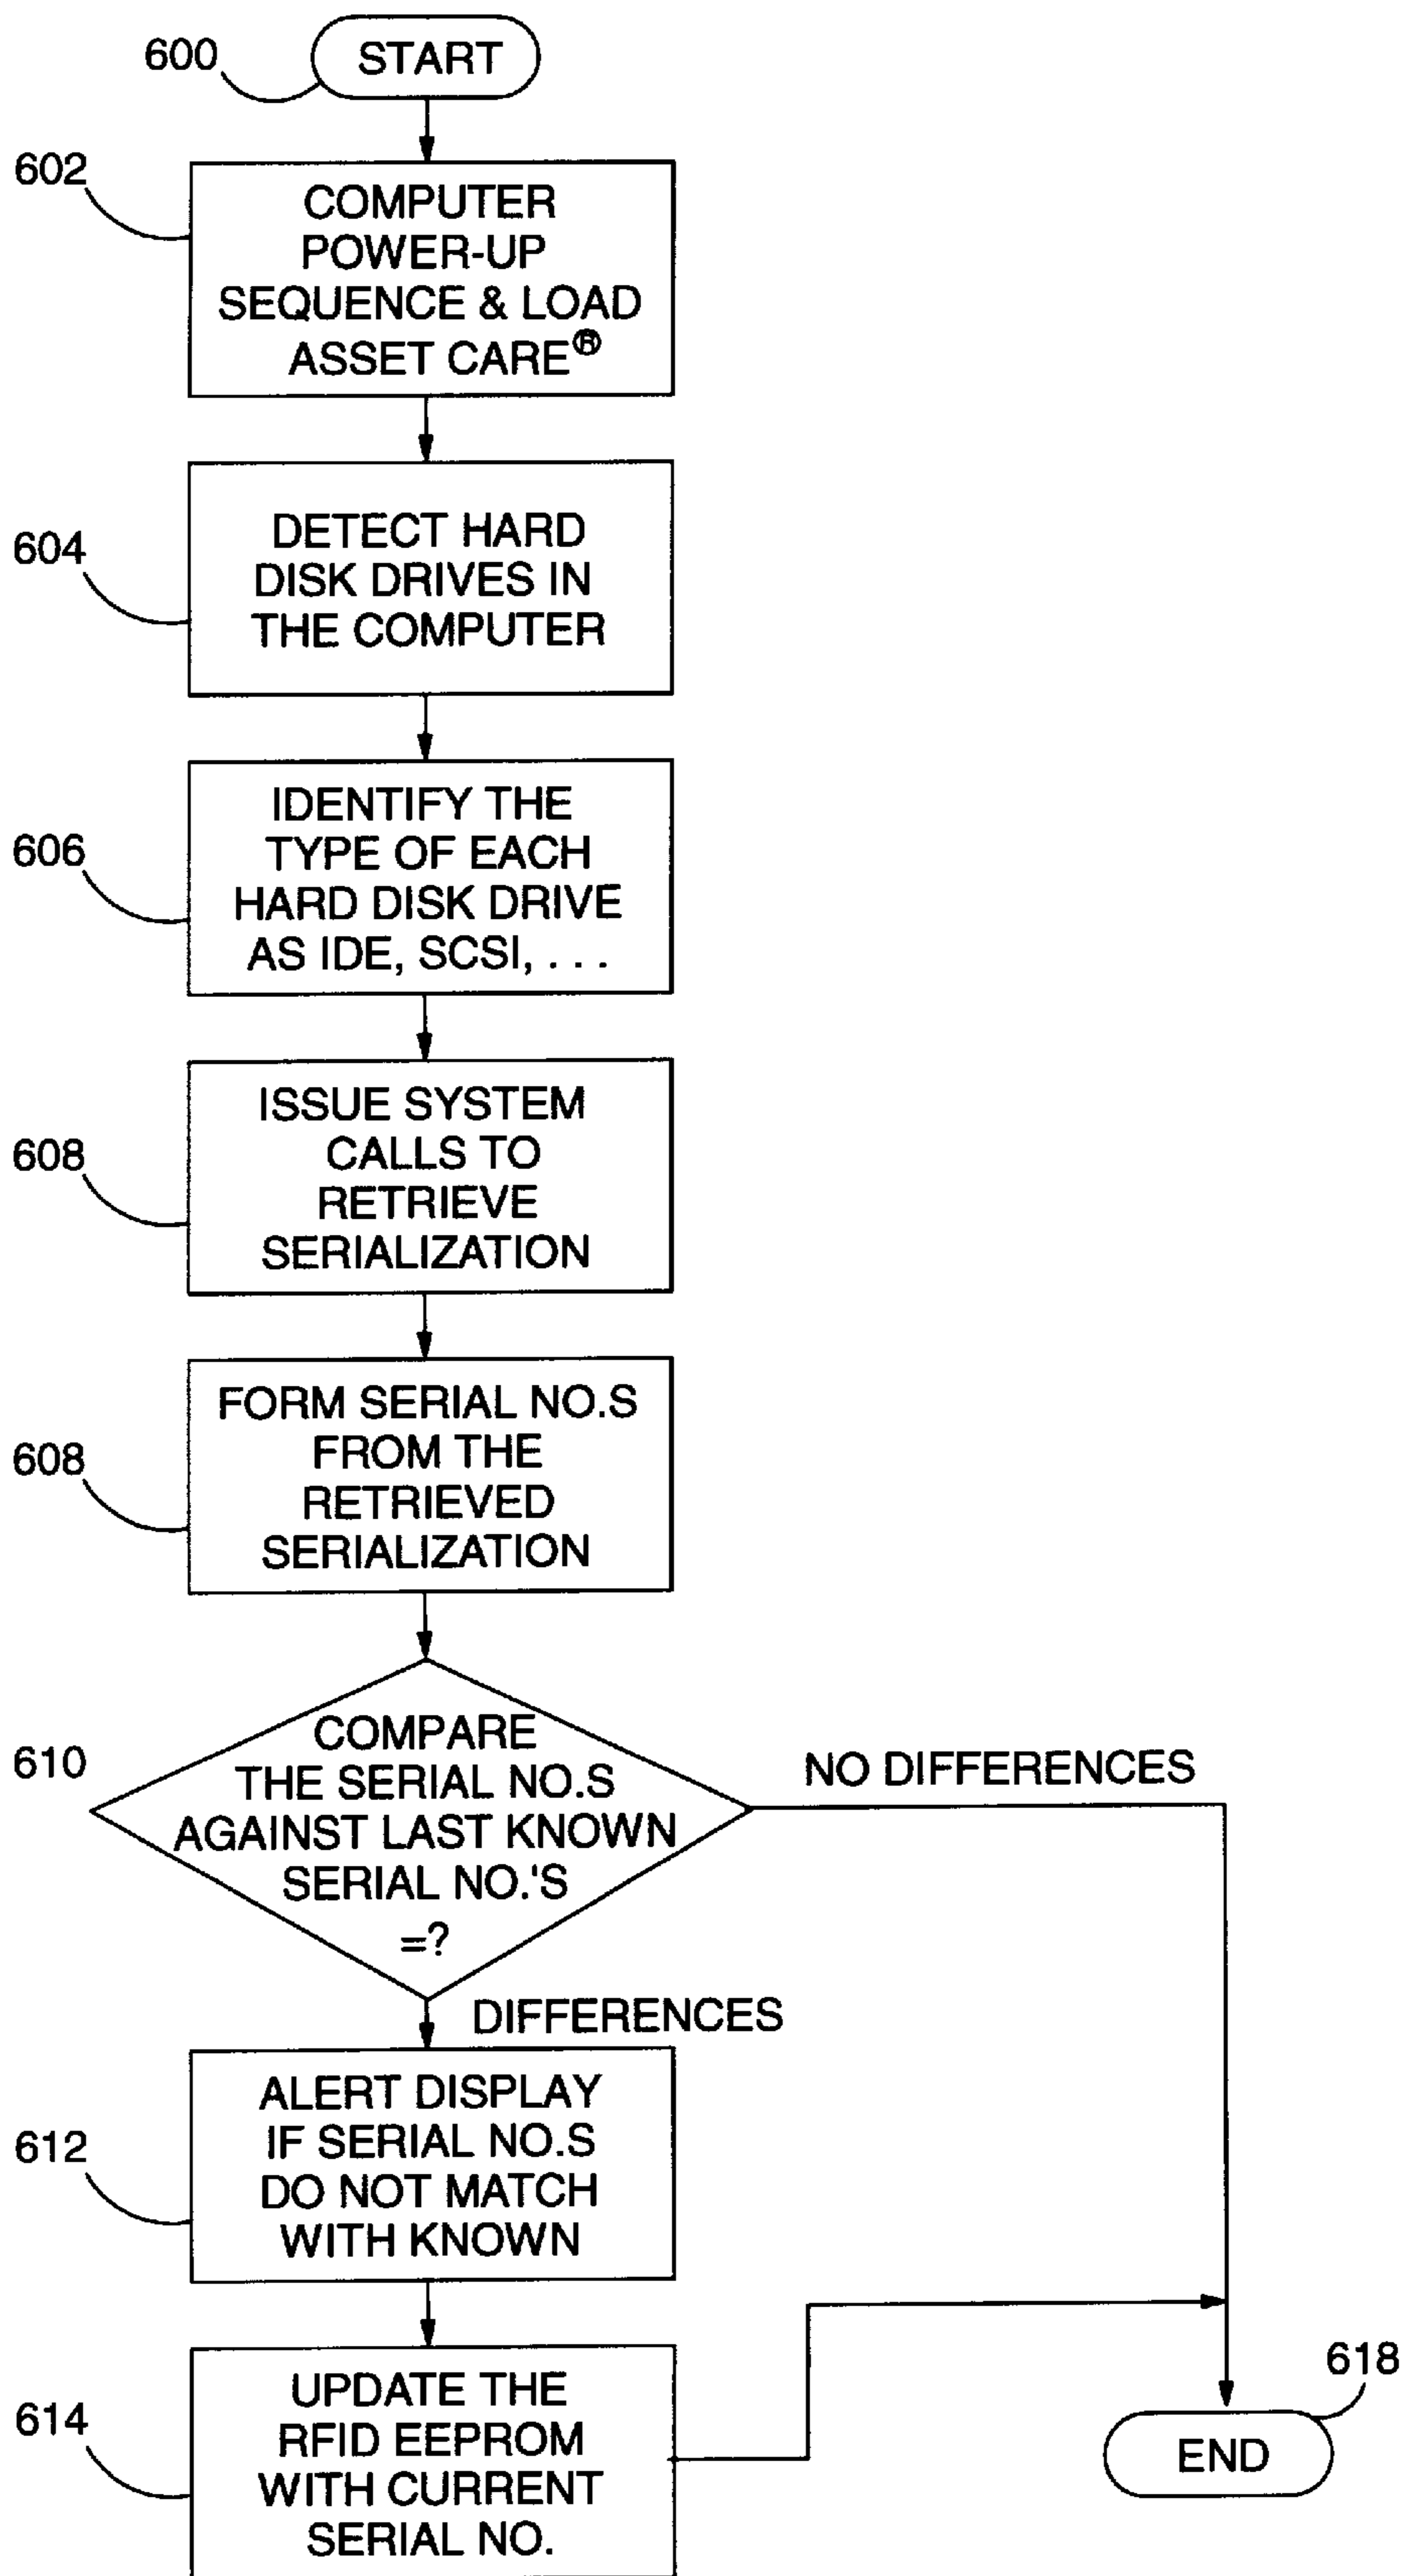 600
START
602
COMPUTER
POWER-UP
SEQUENCE & LOAD
ASSET CARE®
604
DETECT HARD
DISK DRIVES IN
THE COMPUTER
606
IDENTIFY THE
TYPE OF EACH
HARD DISK DRIVE
AS IDE, SCSI, . . .
608
ISSUE SYSTEM
CALLS TO
RETRIEVE
SERIALIZATION
608
FORM SERIAL NO.S
FROM THE
RETRIEVED
SERIALIZATION
610
COMPARE
THE SERIAL NO.S
AGAINST LAST KNOWN
SERIAL NO.'S
=?
NO DIFFERENCES
DIFFERENCES
612
ALERT DISPLAY
IF SERIAL NO.S
DO NOT MATCH
WITH KNOWN
614
UPDATE THE
RFID EEPROM
WITH CURRENT
SERIAL NO.
618
END